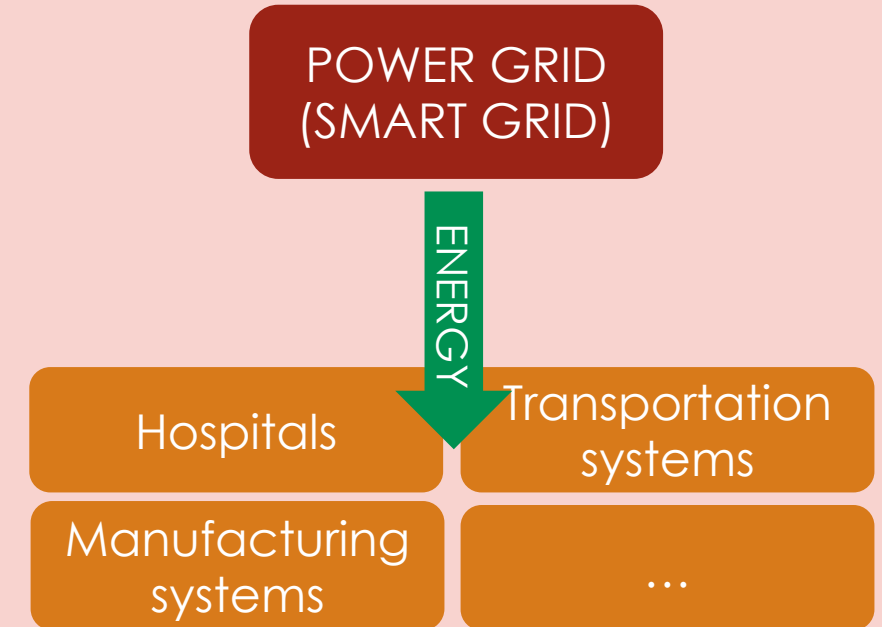 POWER GRID
(SMART GRID)
ENERGY
Hospitals
Transportation
systems
Manufacturing
systems
...